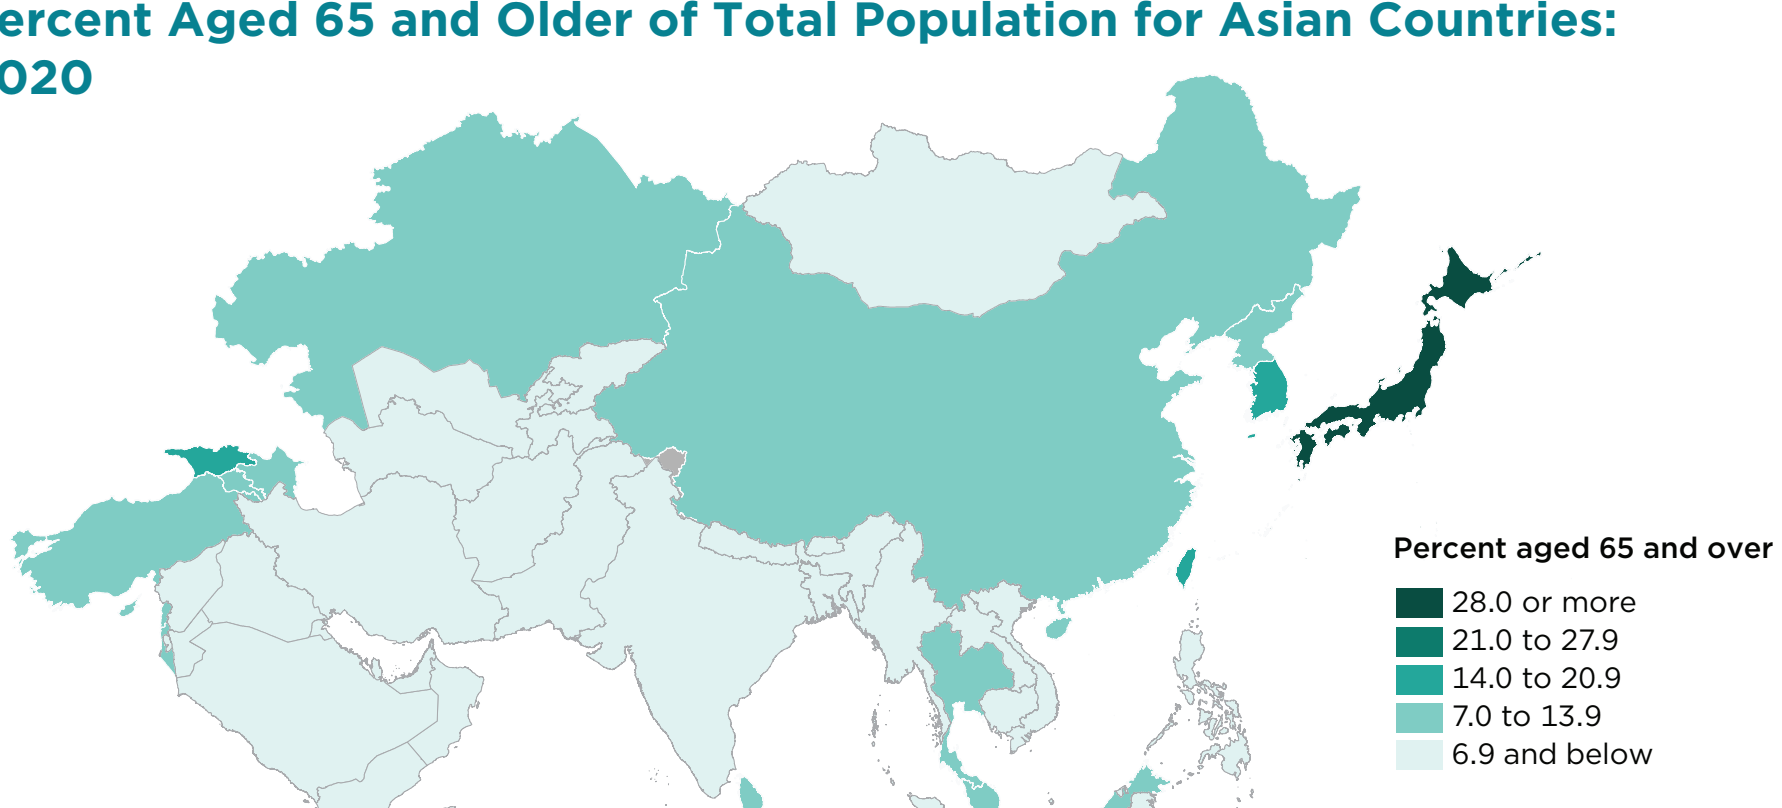 ercent Aged 65 and Older of Total Population for Asian Countries:
020
Percent aged 65 and over
28.0 or more
21.0 to 27.9
14.0 to 20.9
7.0 to 13.9
6.9 and below